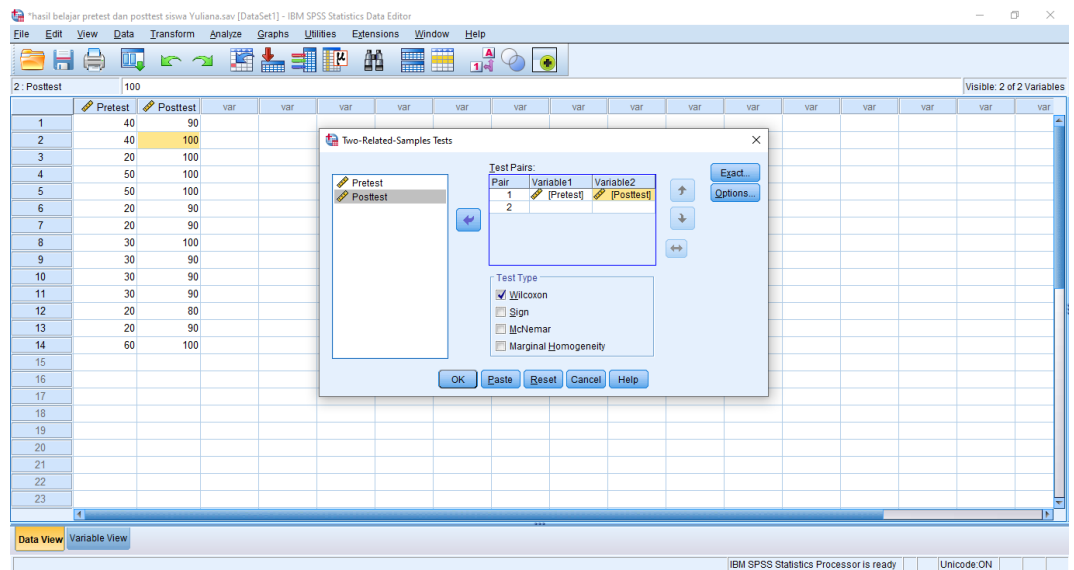 *hasil belajar pretest dan posttest siswa Yuliana.sav [DataSet1] - IBM SPSS Statistics Data Editor
File Edit View Data Transform Analyze Graphs Utilities Extensions Window Help
2 : Posttest 100 Visible: 2 of 2 Variables
Pretest Posttest var var var var var var var var var var var var var var var
1 40 90
2 40 100
3 20 100
4 50 100
5 50 100
6 20 90
7 20 90
8 30 100
9 30 90
10 30 90
11 30 90
12 20 80
13 20 90
14 60 100
15
16
17
18
19
20
21
22
23
Two-Related-Samples Tests
Pretest
Posttest
Test Pairs:
Pair Variable1 Variable2
1 [Pretest] [Posttest]
2
Exact...
Options...
Test Type
Wilcoxon
Sign
McNemar
Marginal Homogeneity
OK Paste Reset Cancel Help
Data View Variable View
IBM SPSS Statistics Processor is ready Unicode:ON